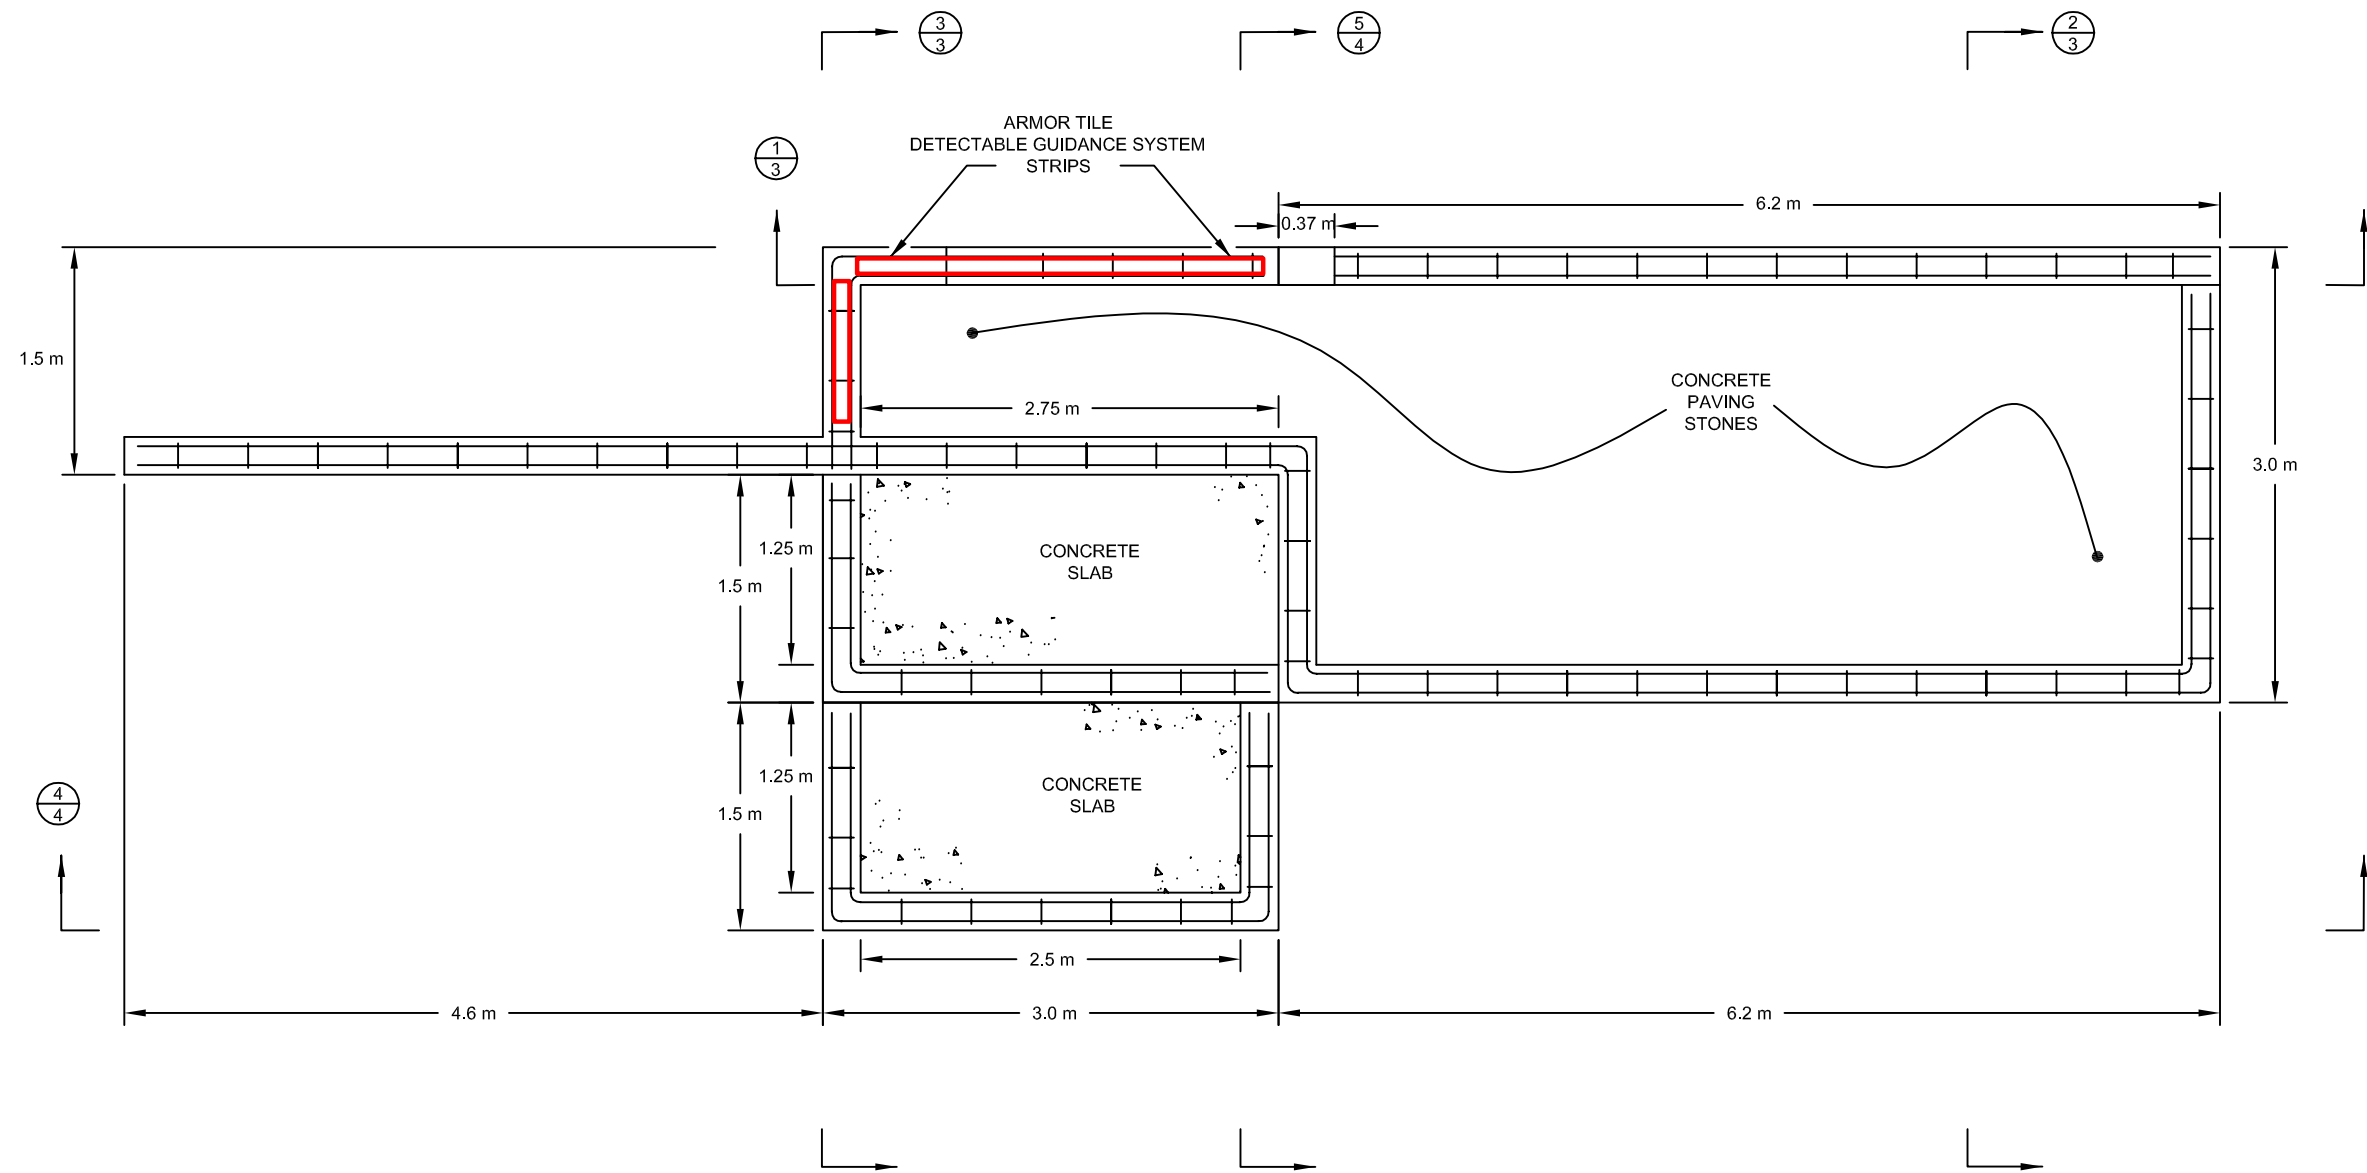 3
3
5
4
2
3
ARMOR TILE
DETECTABLE GUIDANCE SYSTEM
STRIPS
1
3
6.2 m
0.37 m
1.5 m
CONCRETE
PAVING
STONES
2.75 m
3.0 m
1.25 m
CONCRETE
SLAB
1.5 m
1.25 m
CONCRETE
SLAB
1.5 m
4
4
2.5 m
4.6 m
3.0 m
6.2 m